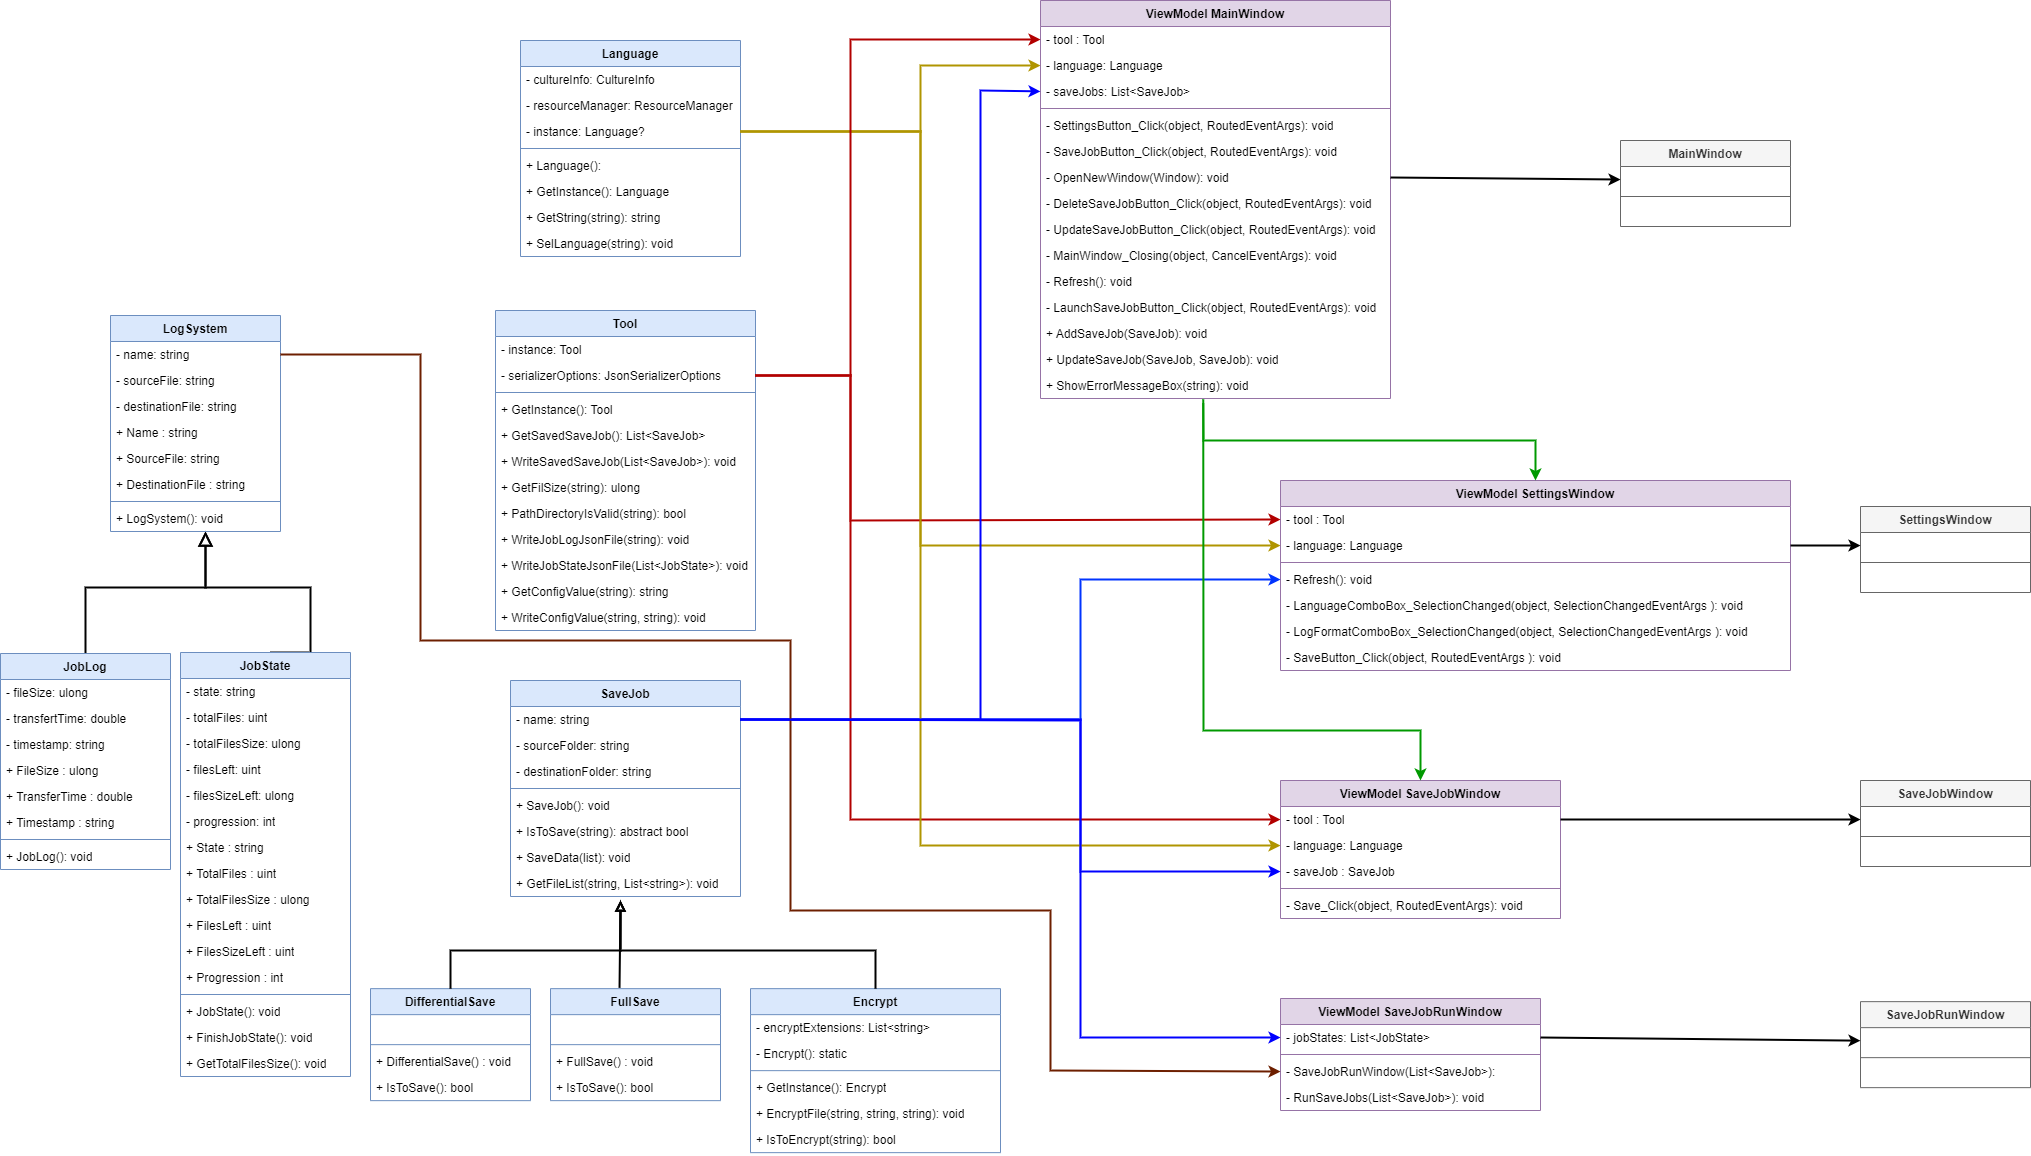 ViewModel MainWindow
- tool : Tool
- language: Language
- saveJobs: List<SaveJob>
- SettingsButton_Click(object, RoutedEventArgs): void
- SaveJobButton_Click(object, RoutedEventArgs): void
- OpenNewWindow(Window): void
- DeleteSaveJobButton_Click(object, RoutedEventArgs): void
- UpdateSaveJobButton_Click(object, RoutedEventArgs): void
- MainWindow_Closing(object, CancelEventArgs): void
- Refresh(): void
- LaunchSaveJobButton_Click(object, RoutedEventArgs): void
+ AddSaveJob(SaveJob): void
+ UpdateSaveJob(SaveJob, SaveJob): void
+ ShowErrorMessageBox(string): void
Language
- cultureInfo: CultureInfo
- resourceManager: ResourceManager
- instance: Language?
+ Language():
+ GetInstance(): Language
+ GetString(string): string
+ SelLanguage(string): void
MainWindow
LogSystem
- name: string
- sourceFile: string
- destinationFile: string
+ Name : string
+ SourceFile: string
+ DestinationFile : string
+ LogSystem(): void
Tool
- instance: Tool
- serializerOptions: JsonSerializerOptions
+ GetInstance(): Tool
+ GetSavedSaveJob(): List<SaveJob>
+ WriteSavedSaveJob(List<SaveJob>): void
+ GetFilSize(string): ulong
+ PathDirectoryIsValid(string): bool
+ WriteJobLogJsonFile(string): void
+ WriteJobStateJsonFile(List<JobState>): void
+ GetConfigValue(string): string
+ WriteConfigValue(string, string): void
ViewModel SettingsWindow
- tool : Tool
- language: Language
- Refresh(): void
- LanguageComboBox_SelectionChanged(object, SelectionChangedEventArgs ): void
- LogFormatComboBox_SelectionChanged(object, SelectionChangedEventArgs ): void
- SaveButton_Click(object, RoutedEventArgs ): void
SettingsWindow
JobLog
- fileSize: ulong
- transfertTime: double
- timestamp: string
+ FileSize : ulong
+ TransferTime : double
+ Timestamp : string
+ JobLog(): void
JobState
- state: string
- totalFiles: uint
- totalFilesSize: ulong
- filesLeft: uint
- filesSizeLeft: ulong
- progression: int
+ State : string
+ TotalFiles : uint
+ TotalFilesSize : ulong
+ FilesLeft : uint
+ FilesSizeLeft : uint
+ Progression : int
+ JobState(): void
+ FinishJobState(): void
+ GetTotalFilesSize(): void
SaveJob
- name: string
- sourceFolder: string
- destinationFolder: string
+ SaveJob(): void
+ IsToSave(string): abstract bool
+ SaveData(list): void
+ GetFileList(string, List<string>): void
ViewModel SaveJobWindow
- tool : Tool
- language: Language
- saveJob : SaveJob
- Save_Click(object, RoutedEventArgs): void
SaveJobWindow
DifferentialSave
+ DifferentialSave() : void
+ IsToSave(): bool
FullSave
+ FullSave() : void
+ IsToSave(): bool
Encrypt
- encryptExtensions: List<string>
- Encrypt(): static
+ GetInstance(): Encrypt
+ EncryptFile(string, string, string): void
+ IsToEncrypt(string): bool
ViewModel SaveJobRunWindow
- jobStates: List<JobState>
- SaveJobRunWindow(List<SaveJob>):
- RunSaveJobs(List<SaveJob>): void
SaveJobRunWindow